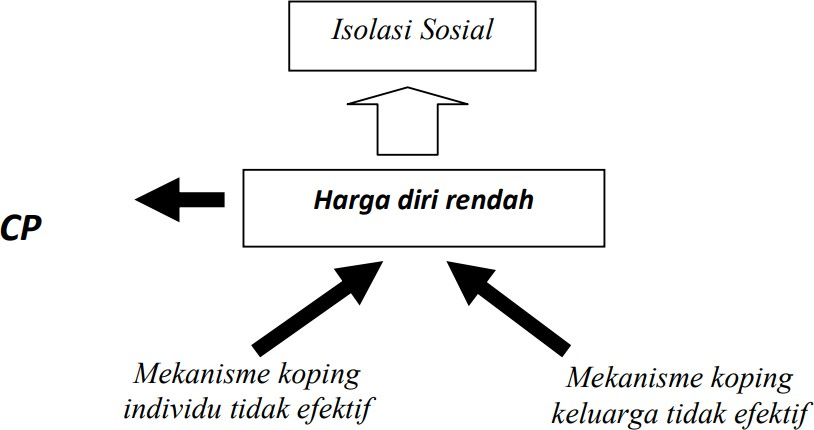 Isolasi Sosial
Harga diri rendah
CP
Mekanisme koping
individu tidak efektif
Mekanisme koping
keluarga tidak efektif